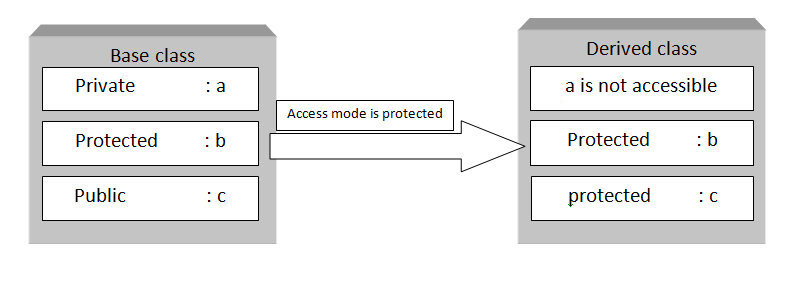 Base class
Private : a
Protected : b
Public : c
Access mode is protected
Derived class
a is not accessible
Protected : b
protected : c